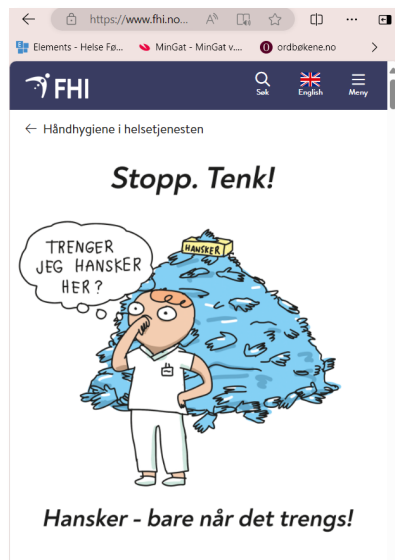 https://www.fhi.no...
Elements - Helse Fø...
MinGat - MinGat v....
ordbøkene.no
FHI
Søk
English
Meny
Håndhygiene i helsetjenesten
Stopp. Tenk!
HANSKER
TRENGER
JEG HANSKER
HER?
Hansker - bare når det trengs!